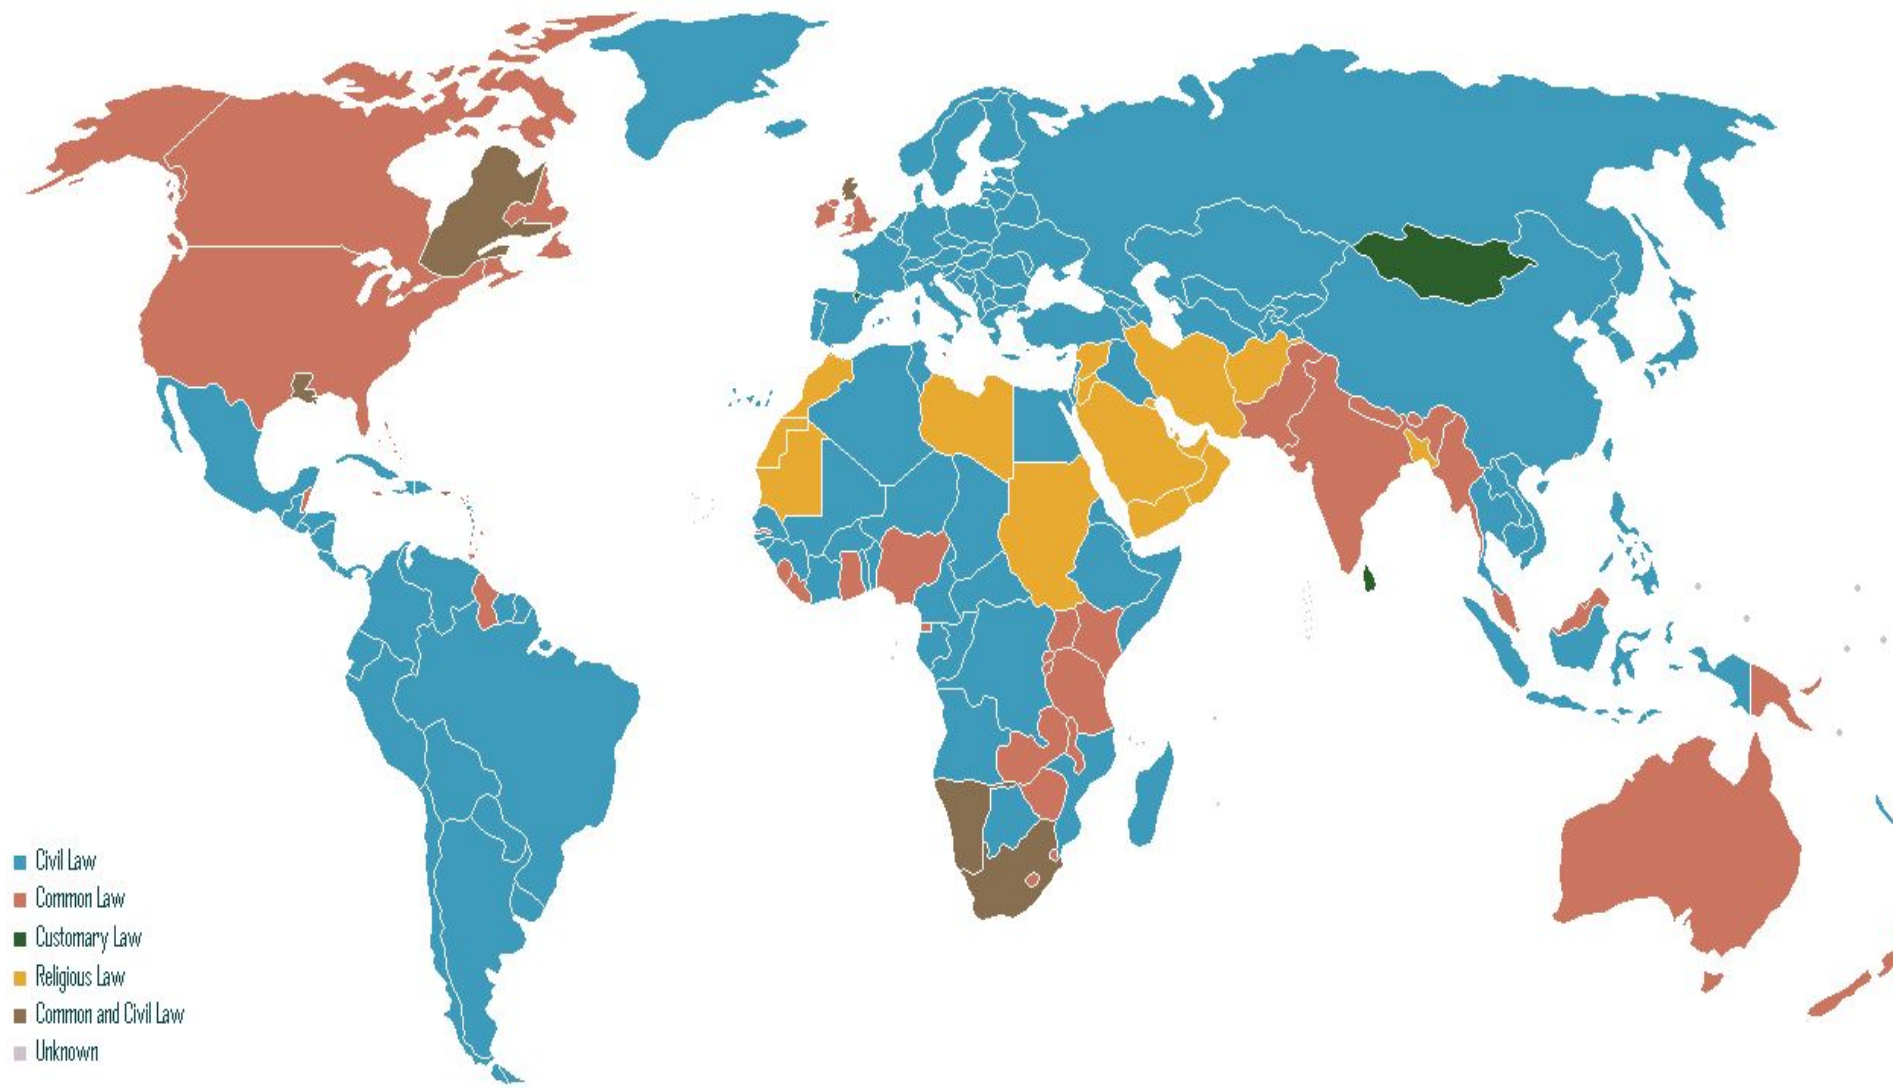 Civil Law
Common Law
Customary Law
Religious Law
Common and Civil Law
Unknown